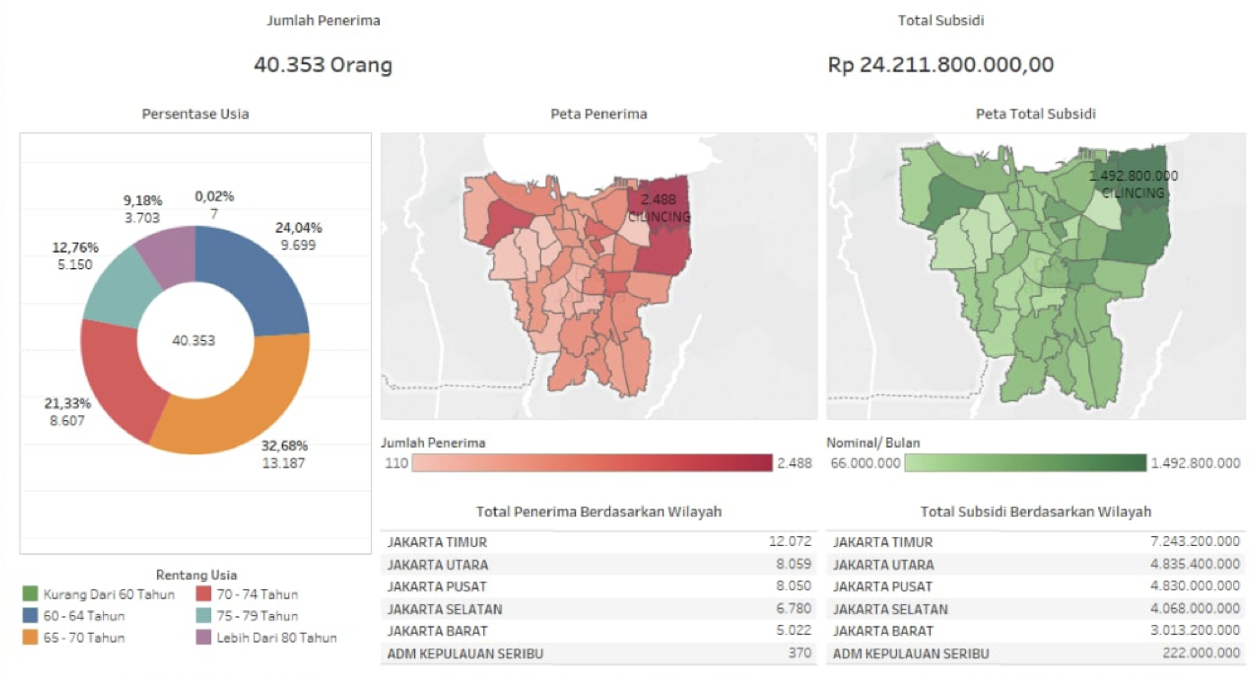 Jumlah Penerima
40.353 Orang
Total Subsidi
Rp 24.211.800.000,00
Persentase Usia
0,02%
7
24,04%
9.699
32,68%
13.187
21,33%
8.607
12,76%
5.150
9,18%
3.703
40.353
Rentang Usia
Kurang Dari 60 Tahun
60 - 64 Tahun
65 - 70 Tahun
70 - 74 Tahun
75 - 79 Tahun
Lebih Dari 80 Tahun
Peta Penerima
2.488
CILINCING
Jumlah Penerima
110 2.488
Total Penerima Berdasarkan Wilayah
JAKARTA TIMUR 12.072
JAKARTA UTARA 8.059
JAKARTA PUSAT 8.050
JAKARTA SELATAN 6.780
JAKARTA BARAT 5.022
ADM KEPULAUAN SERIBU 370
Peta Total Subsidi
1.492.800.000
CILINCING
Nominal/ Bulan
66.000.000 1.492.800.000
Total Subsidi Berdasarkan Wilayah
JAKARTA TIMUR 7.243.200.000
JAKARTA UTARA 4.835.400.000
JAKARTA PUSAT 4.830.000.000
JAKARTA SELATAN 4.068.000.000
JAKARTA BARAT 3.013.200.000
ADM KEPULAUAN SERIBU 222.000.000